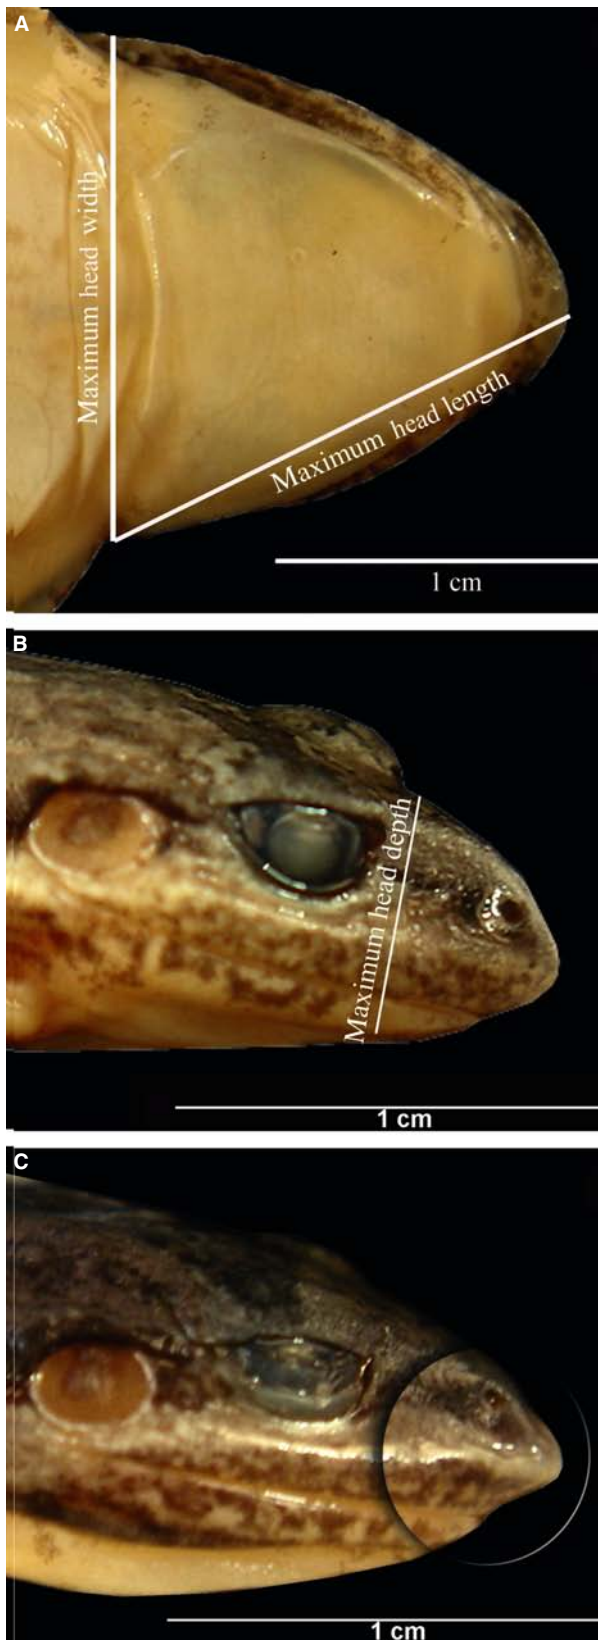 A
Maximum head width
Maximum head length
1 cm
B
Maximum head depth
1 cm
C
1 cm